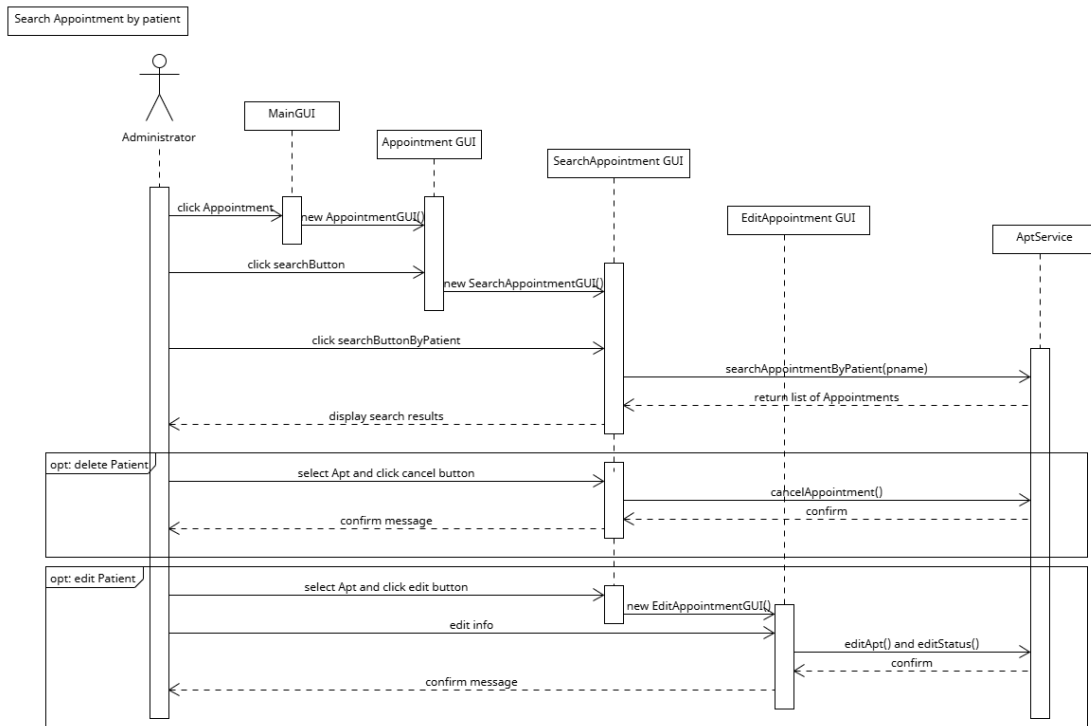 Search Appointment by patient
Administrator
MainGUI
Appointment GUI
SearchAppointment GUI
EditAppointment GUI
AptService
click Appointment
new AppointmentGUI()
click searchButton
new SearchAppointmentGUI()
click searchButtonByPatient
searchAppointmentByPatient(pname)
return list of Appointments
display search results
opt: delete Patient
select Apt and click cancel button
cancelAppointment()
confirm
confirm message
opt: edit Patient
select Apt and click edit button
new EditAppointmentGUI()
edit info
editApt() and editStatus()
confirm
confirm message